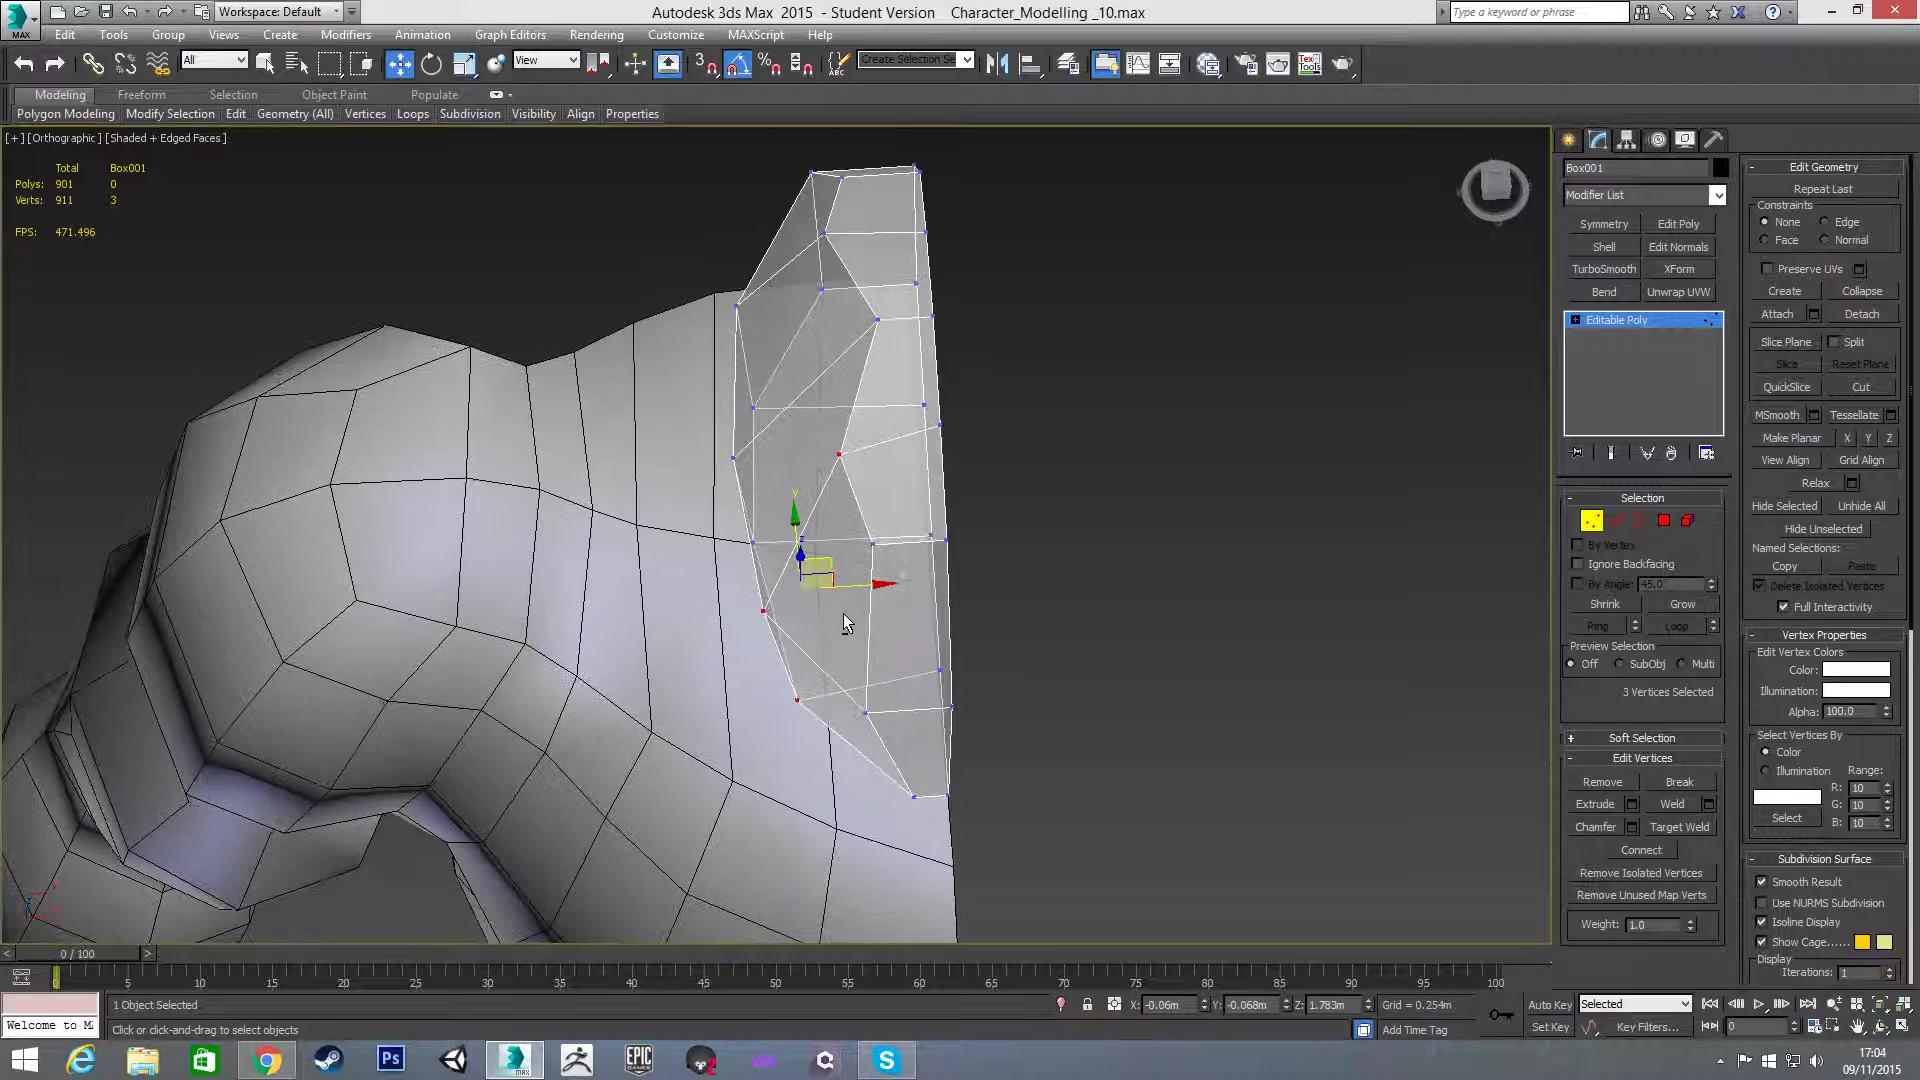 MAX
Workspace: Default
Autodesk 3ds Max 2015 - Student Version Character_Modelling _10.max
Type a keyword or phrase
Edit Tools Group Views Create Modifiers Animation Graph Editors Rendering Customize MAXScript Help
All View Create Selection Se
Modeling Freeform Selection Object Paint Populate
Polygon Modeling Modify Selection Edit Geometry (All) Vertices Loops Subdivision Visibility Align Properties
[+] [Orthographic ] [Shaded + Edged Faces ]
Total Box001
Polys: 901 0
Verts: 911 3
FPS: 471.496
Box001
Modifier List
Symmetry Edit Poly
Shell Edit Normals
TurboSmooth XForm
Bend Unwrap UVW
Editable Poly
Selection
By Vertex
Ignore Backfacing
By Angle: 45.0
Shrink Grow
Ring Loop
Preview Selection
Off SubObj Multi
3 Vertices Selected
Soft Selection
Edit Vertices
Remove Break
Extrude Weld
Chamfer Target Weld
Connect
Remove Isolated Vertices
Remove Unused Map Verts
Weight: 1.0
Edit Geometry
Repeat Last
Constraints
None Edge
Face Normal
Preserve UVs
Create Collapse
Attach Detach
Slice Plane Split
Slice Reset Plane
QuickSlice Cut
MSmooth Tessellate
Make Planar X Y Z
View Align Grid Align
Relax
Hide Selected Unhide All
Hide Unselected
Named Selections:
Copy Paste
Delete Isolated Vertices
Full Interactivity
Vertex Properties
Edit Vertex Colors
Color:
Illumination:
Alpha: 100.0
Select Vertices By
Color
Illumination Range:
R: 10
G: 10
Select B: 10
Subdivision Surface
Smooth Result
Use NURMS Subdivision
Isoline Display
Show Cage......
Display
Iterations: 1
0 / 100
0 5 10 15 20 25 30 35 40 45 50 55 60 65 70 75 80 85 90 95 100
1 Object Selected
X: -0.06m Y: -0.068m Z: 1.783m Grid = 0.254m
Auto Key Selected
Welcome to M
Click or click-and-drag to select objects
Add Time Tag
Set Key Key Filters... 0
17:04
09/11/2015